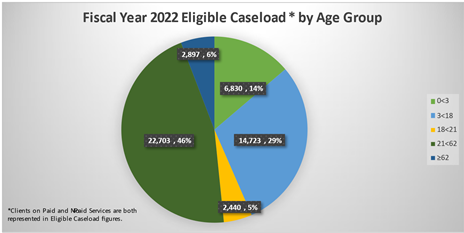 Fiscal Year 2022 Eligible Caseload * by Age Group
2,897 , 6%
6,830 , 14%
0<3
3<18
18<21
21<62
≥62
22,703 , 46%
14,723 , 29%
2,440 , 5%
*Clients on Paid and NPaid Services are both
represented in Eligible Caseload figures.